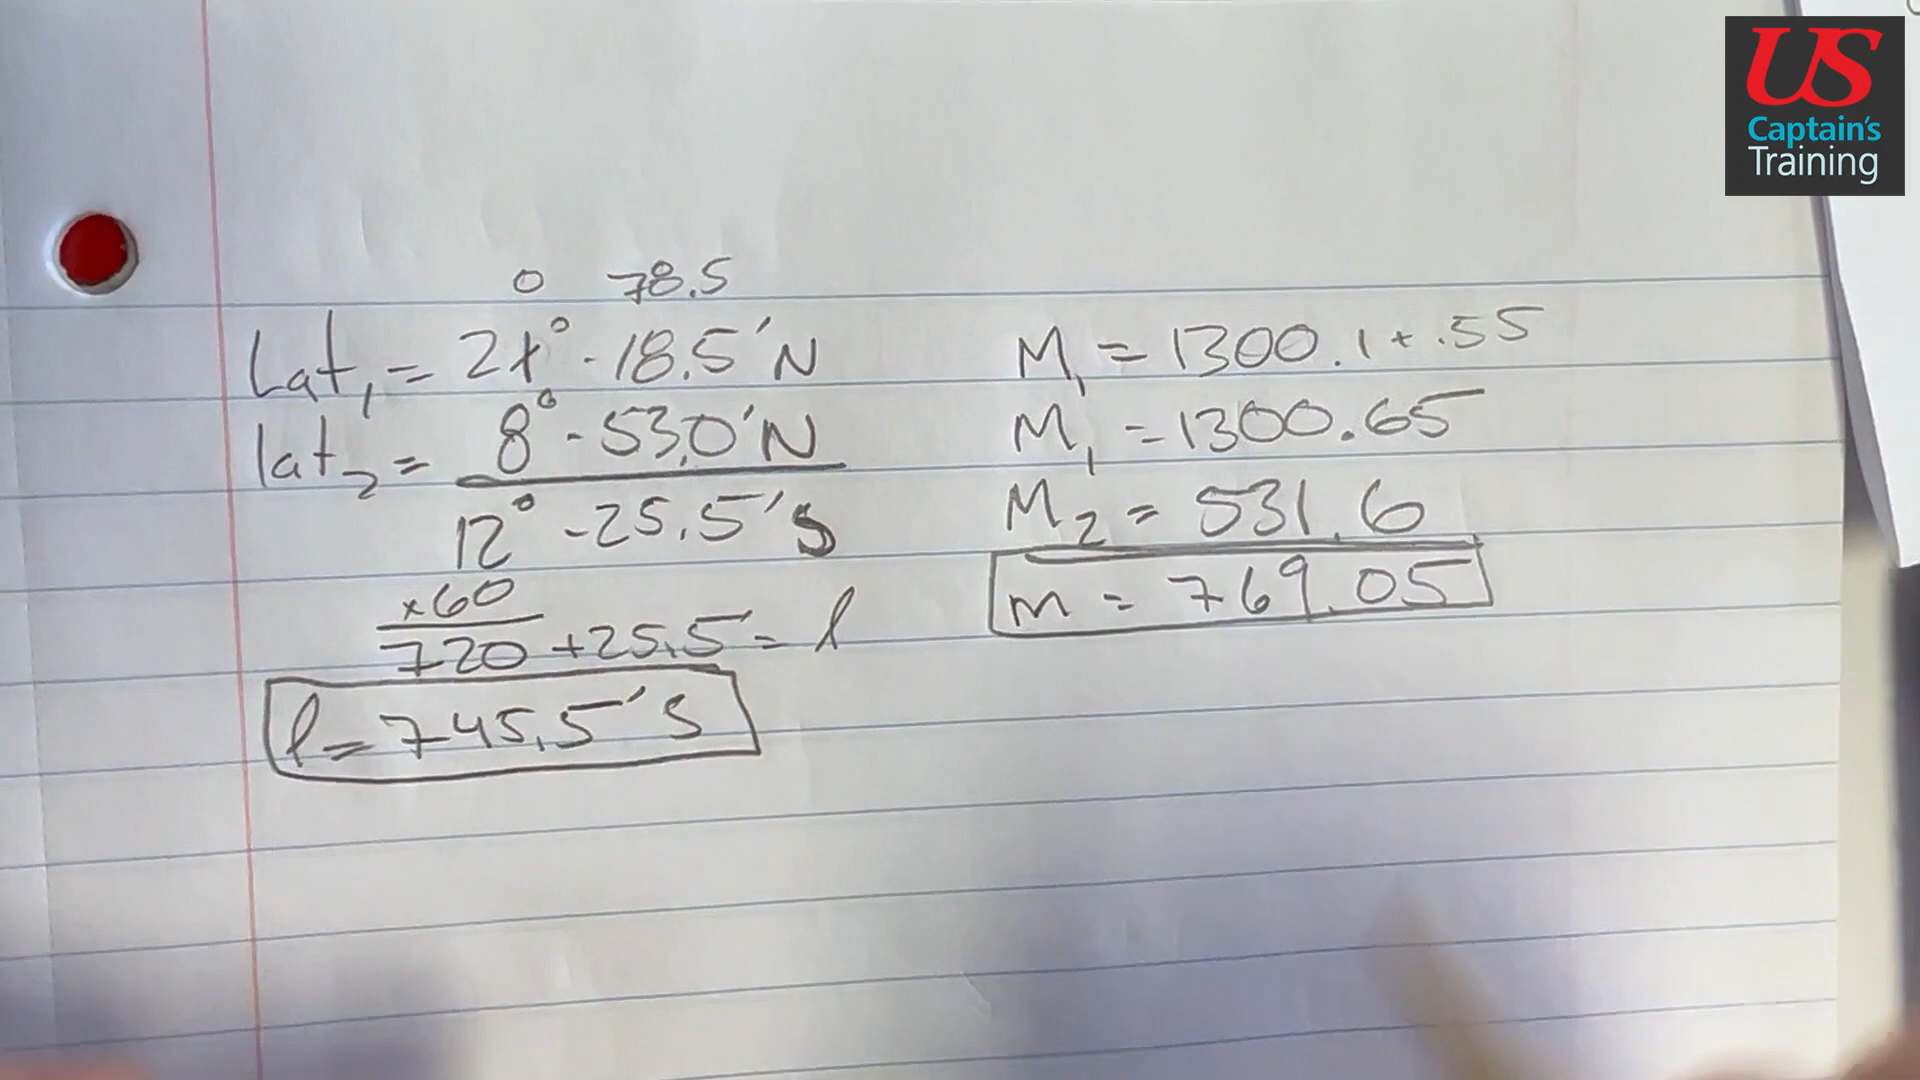 US
Captain's
Training
0 78.5
Lat₁ = 21° - 18.5'N
lat₂ = 8° - 53.0'N
12° - 25.5'S
x60
720 + 25.5 = l
l = 745.5'S
M₁ = 1300.1 + .55
M₁ = 1300.65
M₂ = 531.6
m = 769.05